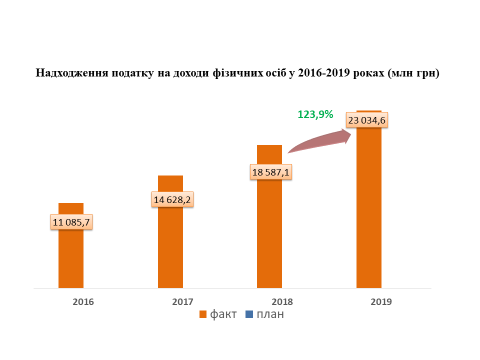 Надходження податку на доходи фізичних осіб у 2016-2019 роках (млн грн)
123,9%
23 034,6
18 587,1
14 628,2
11 085,7
2016 2017 2018 2019
факт план